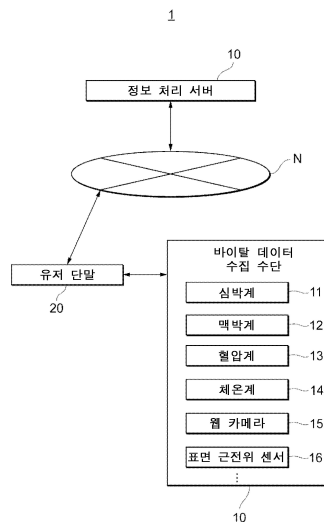 1
10
정보 처리 서버
N
바이탈 데이터
수집 수단
유저 단말
20
심박계
11
맥박계
12
혈압계
13
체온계
14
웹 카메라
15
표면 근전위 센서
16
10